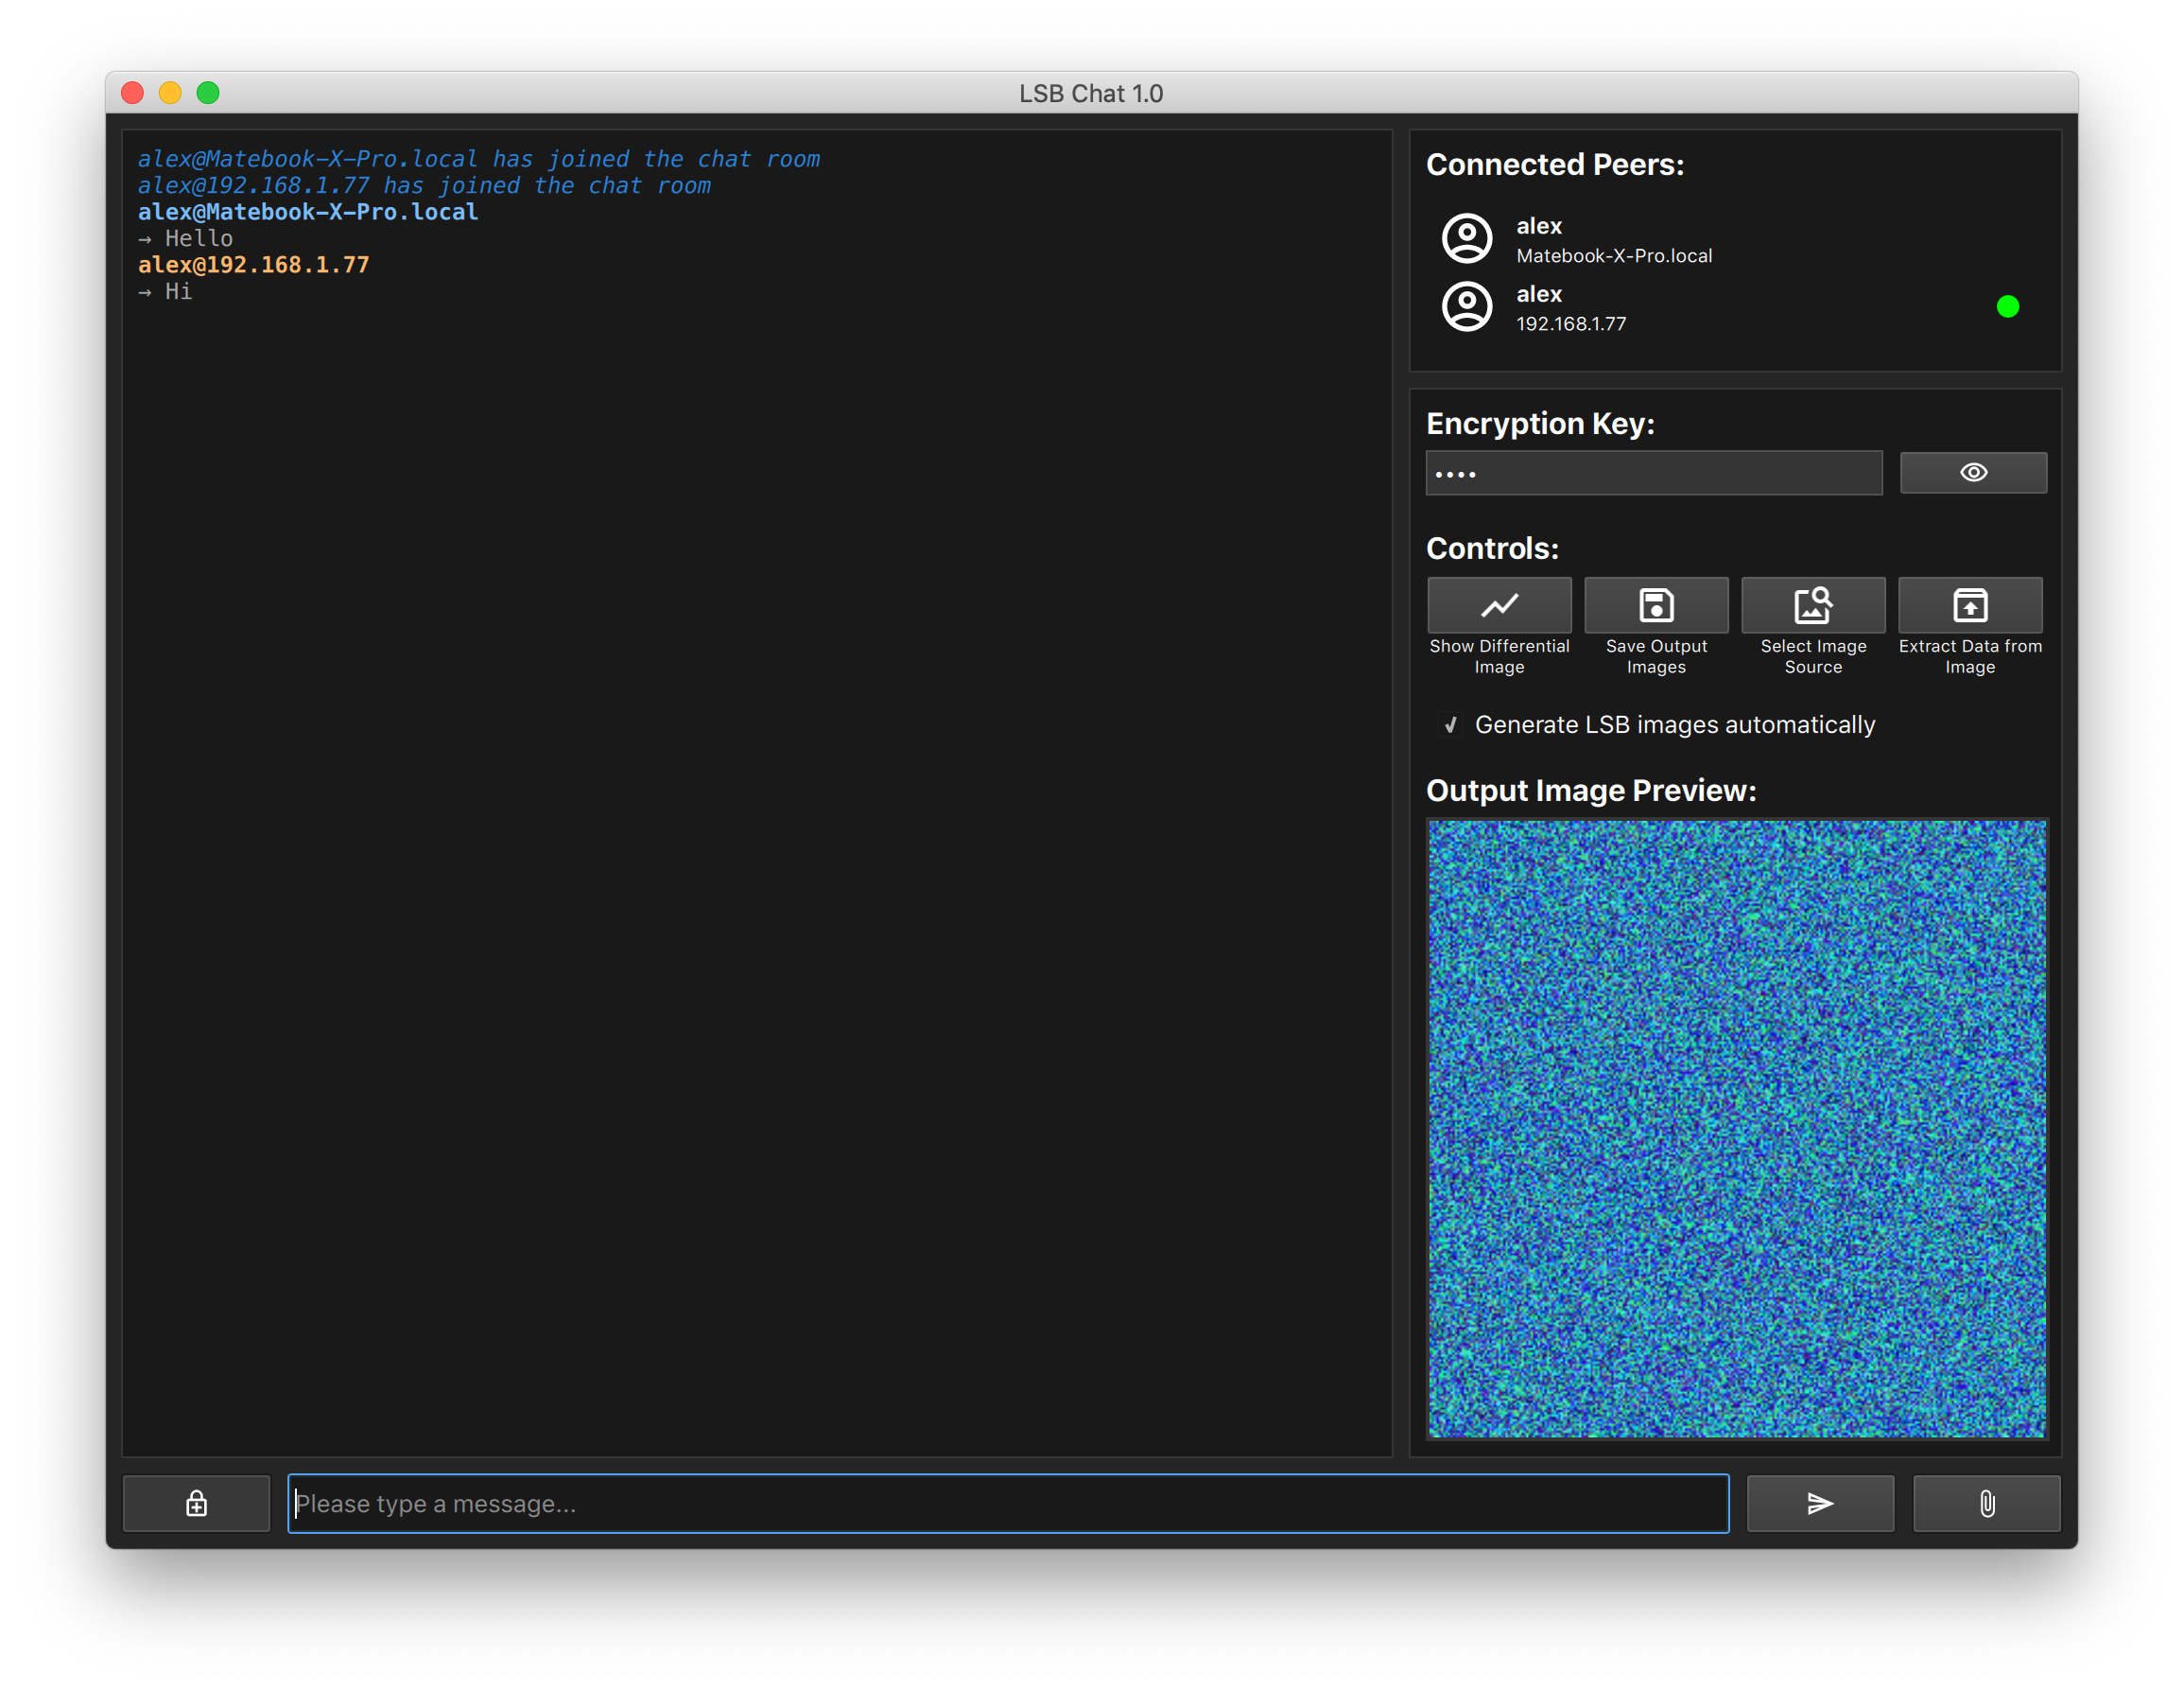 LSB Chat 1.0
alex@Matebook-X-Pro.local has joined the chat room
alex@192.168.1.77 has joined the chat room
alex@Matebook-X-Pro.local
→ Hello
alex@192.168.1.77
→ Hi
Connected Peers:
alex
Matebook-X-Pro.local
alex
192.168.1.77
Encryption Key:
••••
Controls:
Show Differential
Image
Save Output
Images
Select Image
Source
Extract Data from
Image
Generate LSB images automatically
Output Image Preview:
Please type a message...